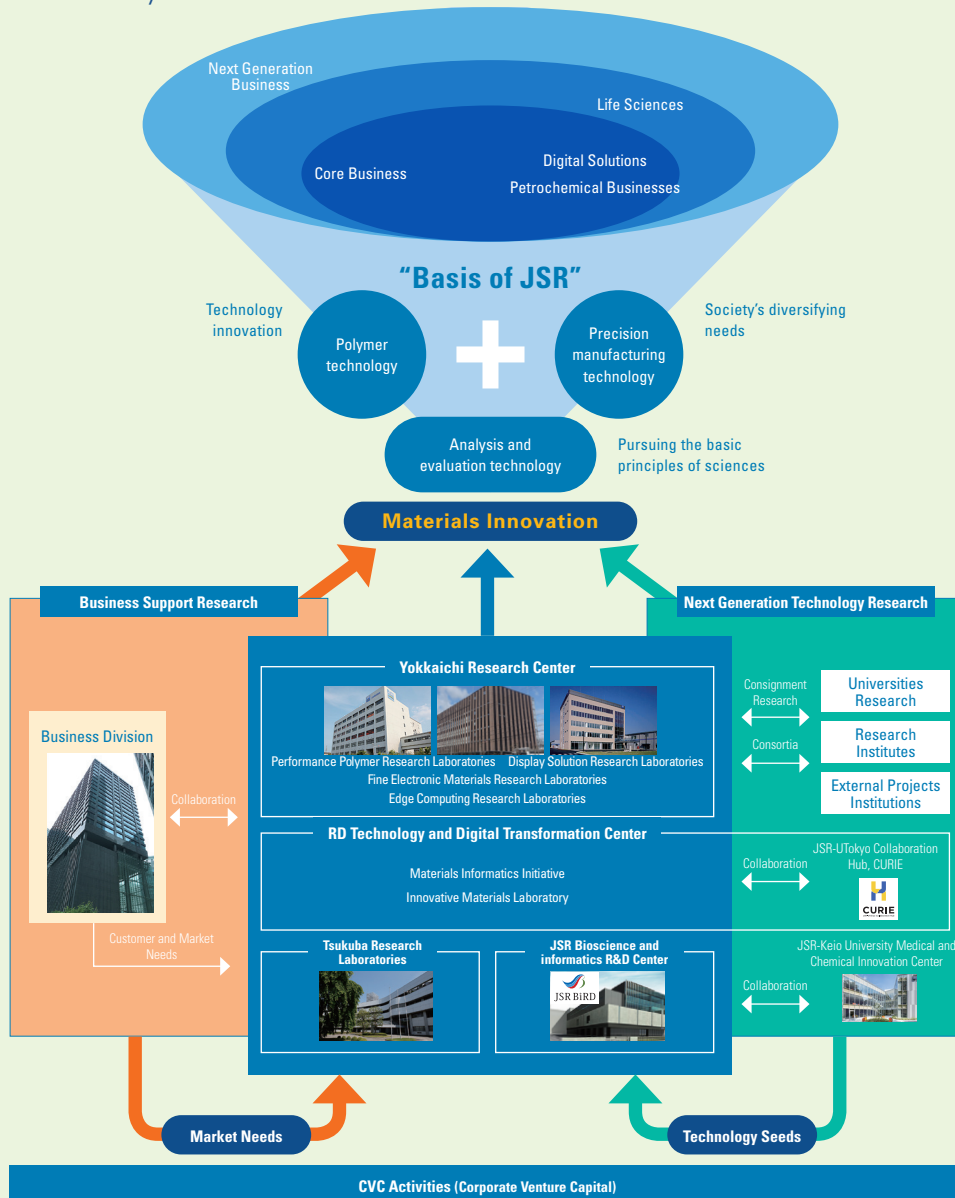 Next Generation
Business
Life Sciences
Core Business
Digital Solutions
Petrochemical Businesses
“Basis of JSR”
Technology
innovation
Polymer
technology
Precision
manufacturing
technology
Society’s diversifying
needs
Analysis and
evaluation technology
Pursuing the basic
principles of sciences
Materials Innovation
Business Support Research
Next Generation Technology Research
Yokkaichi Research Center
Performance Polymer Research Laboratories
Display Solution Research Laboratories
Fine Electronic Materials Research Laboratories
Edge Computing Research Laboratories
Business Division
Collaboration
Customer and Market
Needs
Consignment
Research
Consortia
Universities
Research
Research
Institutes
External Projects
Institutions
RD Technology and Digital Transformation Center
Materials Informatics Initiative
Innovative Materials Laboratory
Collaboration
JSR-UTokyo Collaboration
Hub, CURIE
CURIE
Tsukuba Research
Laboratories
JSR Bioscience and
informatics R&D Center
JSR BiRD
Collaboration
JSR-Keio University Medical and
Chemical Innovation Center
Market Needs
Technology Seeds
CVC Activities (Corporate Venture Capital)